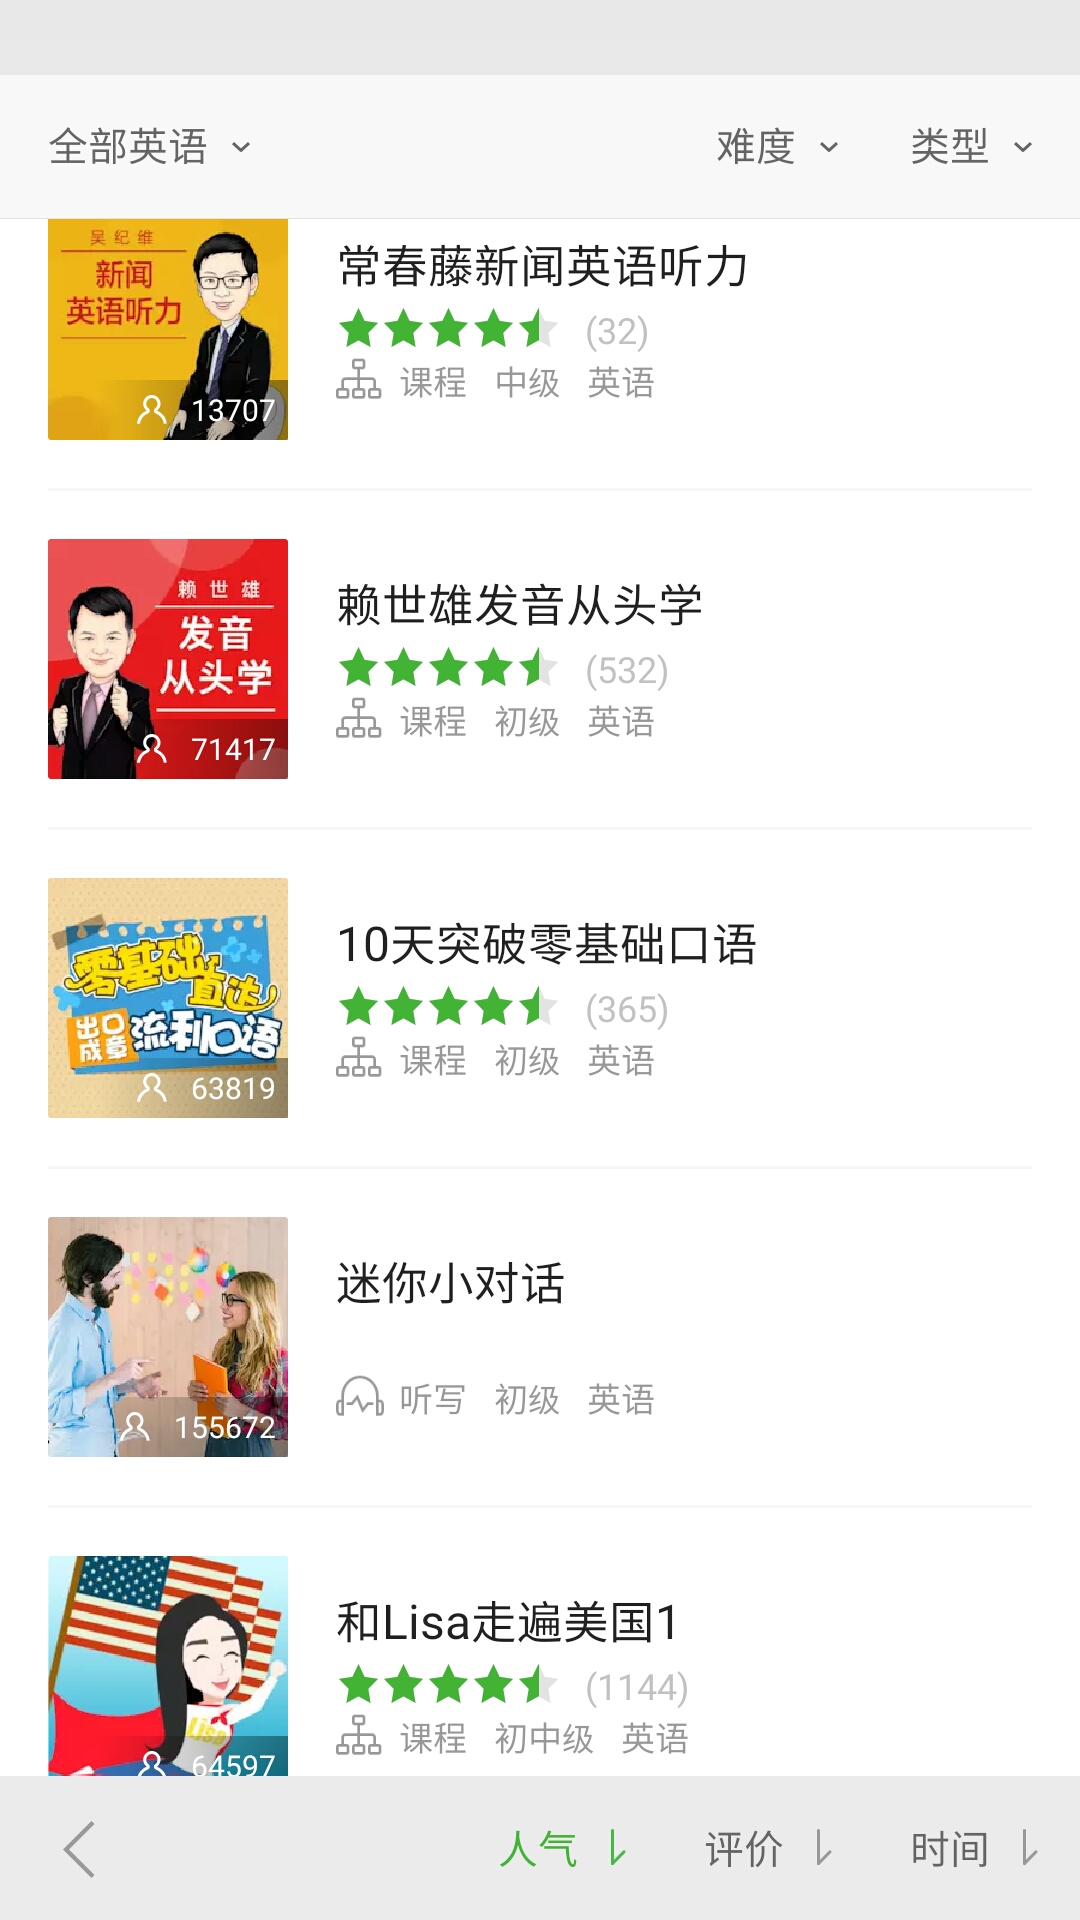 全部英语
难度
类型
吴纪维
新闻
英语听力
13707
常春藤新闻英语听力
(32)
课程 中级 英语
赖世雄
发音
从头学
71417
赖世雄发音从头学
(532)
课程 初级 英语
零基础
直达
出口
成章
流利口语
63819
10天突破零基础口语
(365)
课程 初级 英语
155672
迷你小对话
听写 初级 英语
Lisa
64597
和Lisa走遍美国1
(1144)
课程 初中级 英语
人气
评价
时间